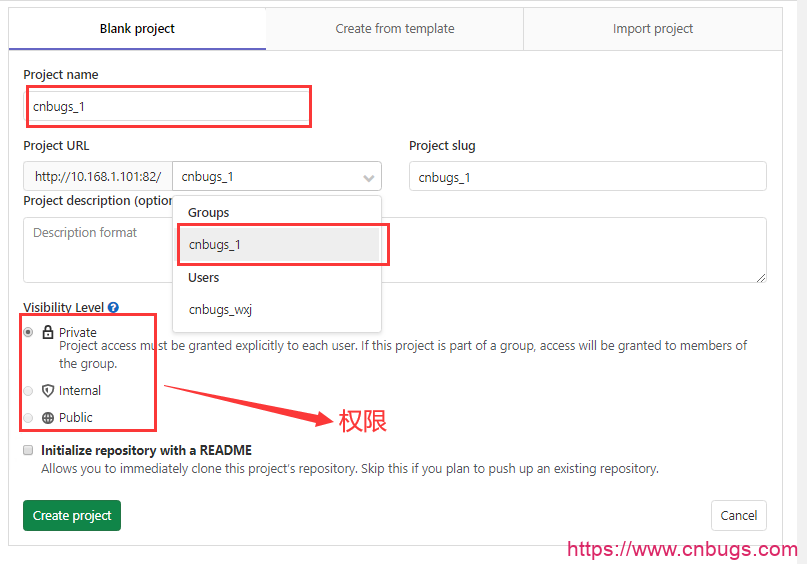 Blank project
Create from template
Import project
Project name
cnbugs_1
Project URL
Project slug
http://10.168.1.101:82/
cnbugs_1
cnbugs_1
Project description (option
Groups
Description format
cnbugs_1
Users
cnbugs_wxj
Visibility Level
Private
Project access must be granted explicitly to each user. If this project is part of a group, access will be granted to members of
the group.
Internal
Public
权限
Initialize repository with a README
Allows you to immediately clone this project's repository. Skip this if you plan to push up an existing repository.
Create project
Cancel
https://www.cnbugs.com